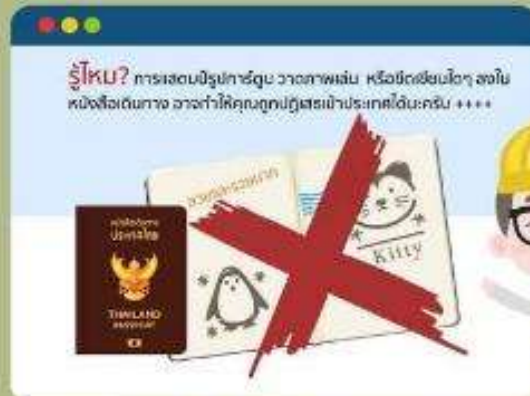 รู้ไหม? การแสตมป์รูปการ์ตูน วาดภาพเล่น หรือขีดเขียนใดๆ ลงใน
หนังสือเดินทาง อาจทำให้คุณถูกปฏิเสธเข้าประเทศได้นะครับ ++++
หนังสือเดินทาง
ประเทศไทย
THAILAND
PASSPORT
Kitty